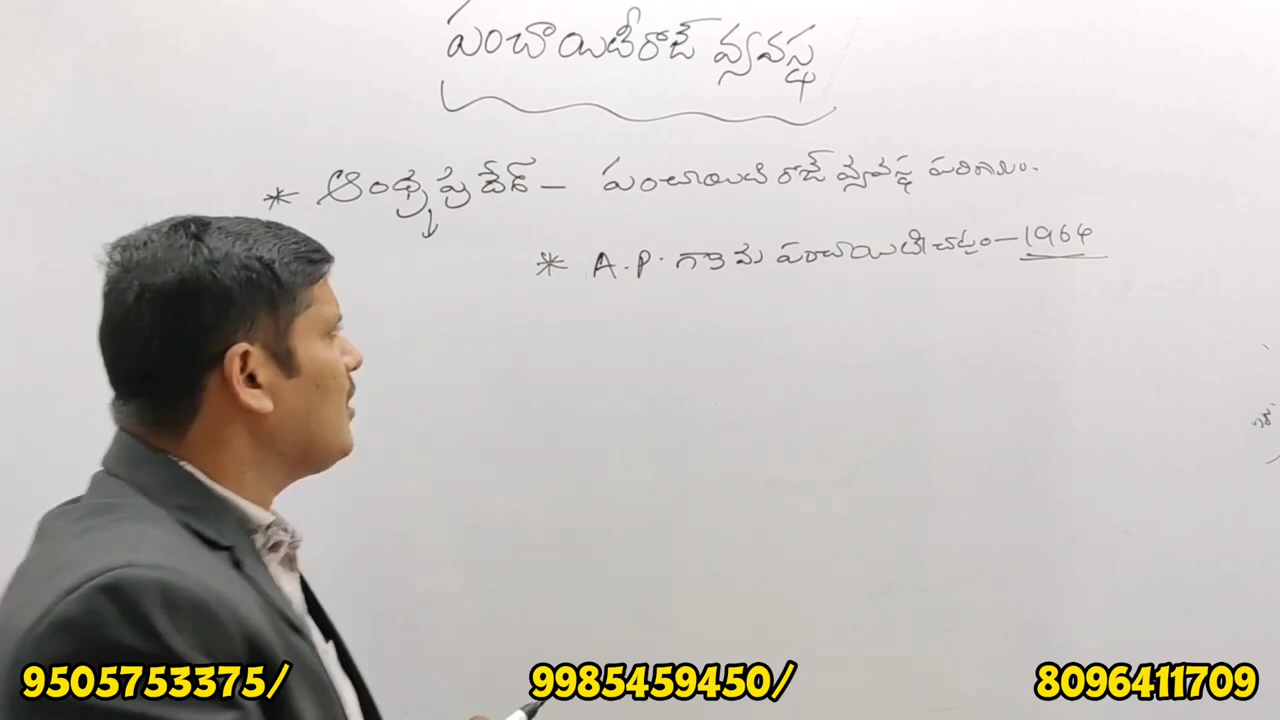 పంచాయితీరాజ్ వ్యవస్థ
* ఆంధ్రప్రదేశ్ – పంచాయితి రాజ్ వ్యవస్థ పరిణామం.
* A.P. గ్రామ పంచాయితీ చట్టం – 1964
9505753375/ 9985459450/ 8096411709